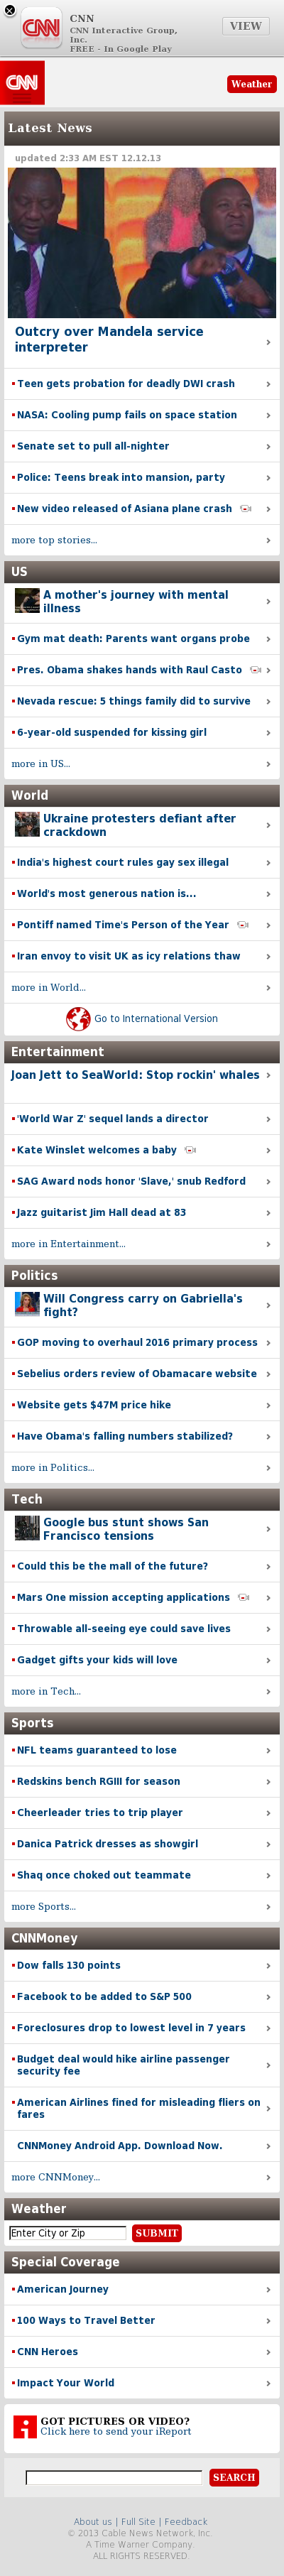 CNN
CNN
CNN Interactive Group,
Inc.
FREE - In Google Play
VIEW
CNN
Weather
Latest News
updated 2:33 AM EST 12.12.13
Outcry over Mandela service
interpreter
Teen gets probation for deadly DWI crash
NASA: Cooling pump fails on space station
Senate set to pull all-nighter
Police: Teens break into mansion, party
New video released of Asiana plane crash
more top stories...
US
A mother's journey with mental
illness
Gym mat death: Parents want organs probe
Pres. Obama shakes hands with Raul Casto
Nevada rescue: 5 things family did to survive
6-year-old suspended for kissing girl
more in US...
World
Ukraine protesters defiant after
crackdown
India's highest court rules gay sex illegal
World's most generous nation is...
Pontiff named Time's Person of the Year
Iran envoy to visit UK as icy relations thaw
more in World...
Go to International Version
Entertainment
Joan Jett to SeaWorld: Stop rockin' whales
'World War Z' sequel lands a director
Kate Winslet welcomes a baby
SAG Award nods honor 'Slave,' snub Redford
Jazz guitarist Jim Hall dead at 83
more in Entertainment...
Politics
Will Congress carry on Gabriella's
fight?
GOP moving to overhaul 2016 primary process
Sebelius orders review of Obamacare website
Website gets $47M price hike
Have Obama's falling numbers stabilized?
more in Politics...
Tech
Google bus stunt shows San
Francisco tensions
Could this be the mall of the future?
Mars One mission accepting applications
Throwable all-seeing eye could save lives
Gadget gifts your kids will love
more in Tech...
Sports
NFL teams guaranteed to lose
Redskins bench RGIII for season
Cheerleader tries to trip player
Danica Patrick dresses as showgirl
Shaq once choked out teammate
more Sports...
CNNMoney
Dow falls 130 points
Facebook to be added to S&P 500
Foreclosures drop to lowest level in 7 years
Budget deal would hike airline passenger
security fee
American Airlines fined for misleading fliers on
fares
CNNMoney Android App. Download Now.
more CNNMoney...
Weather
Enter City or Zip
SUBMIT
Special Coverage
American Journey
100 Ways to Travel Better
CNN Heroes
Impact Your World
GOT PICTURES OR VIDEO?
Click here to send your iReport
SEARCH
About us | Full Site | Feedback
© 2013 Cable News Network, Inc.
A Time Warner Company.
ALL RIGHTS RESERVED.